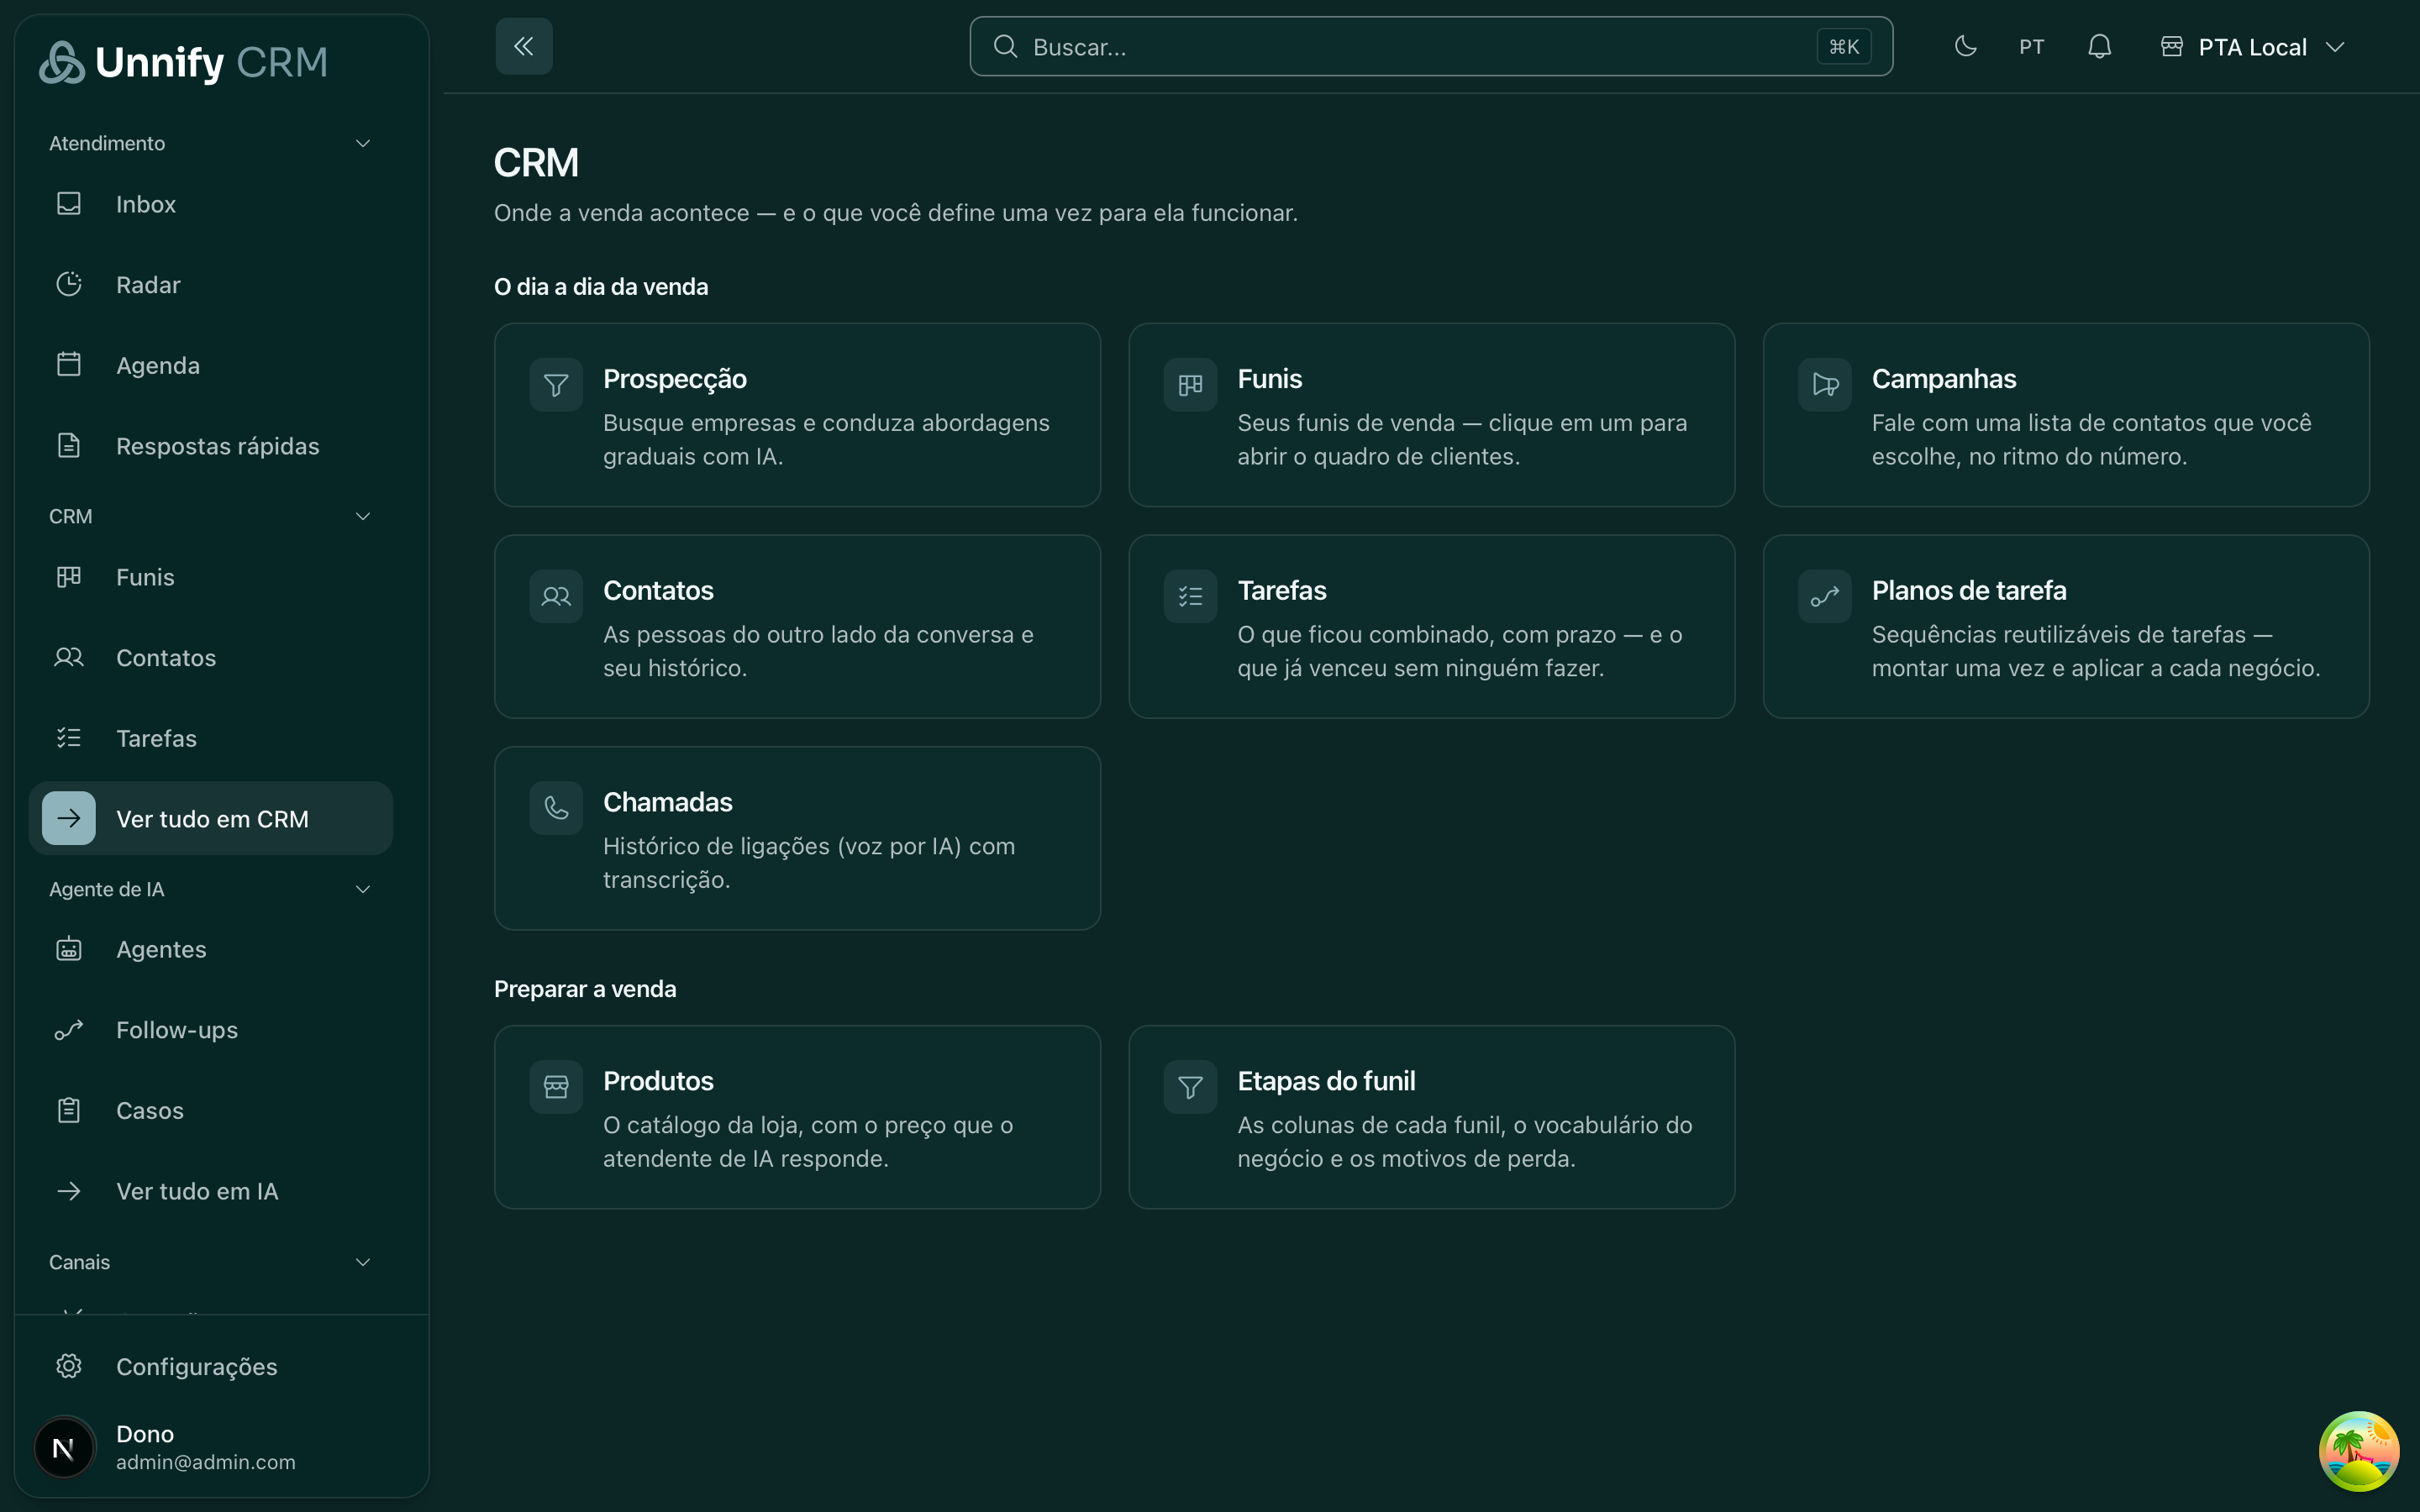 Unnify CRM
Atendimento
Inbox
Radar
Agenda
Respostas rápidas
CRM
Funis
Contatos
Tarefas
Ver tudo em CRM
Agente de IA
Agentes
Follow-ups
Casos
Ver tudo em IA
Canais
Configurações
N
Dono
admin@admin.com
Buscar...
⌘K
PT
PTA Local
CRM
Onde a venda acontece — e o que você define uma vez para ela funcionar.
O dia a dia da venda
Prospecção
Busque empresas e conduza abordagens
graduais com IA.
Funis
Seus funis de venda — clique em um para
abrir o quadro de clientes.
Campanhas
Fale com uma lista de contatos que você
escolhe, no ritmo do número.
Contatos
As pessoas do outro lado da conversa e
seu histórico.
Tarefas
O que ficou combinado, com prazo — e o
que já venceu sem ninguém fazer.
Planos de tarefa
Sequências reutilizáveis de tarefas —
montar uma vez e aplicar a cada negócio.
Chamadas
Histórico de ligações (voz por IA) com
transcrição.
Preparar a venda
Produtos
O catálogo da loja, com o preço que o
atendente de IA responde.
Etapas do funil
As colunas de cada funil, o vocabulário do
negócio e os motivos de perda.